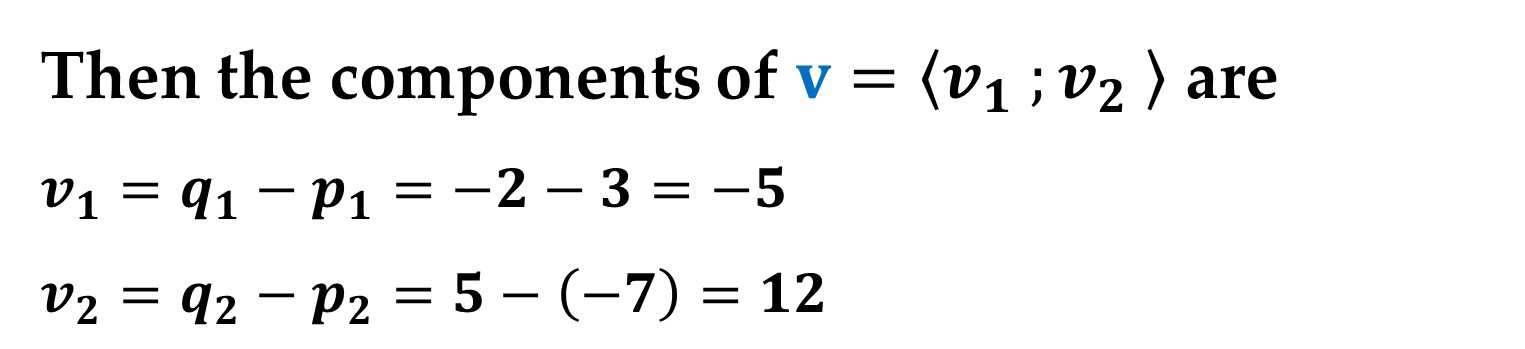 Then the components of v = ⟨v₁ ; v₂ ⟩ are
v₁ = q₁ − p₁ = −2 − 3 = −5
v₂ = q₂ − p₂ = 5 − (−7) = 12